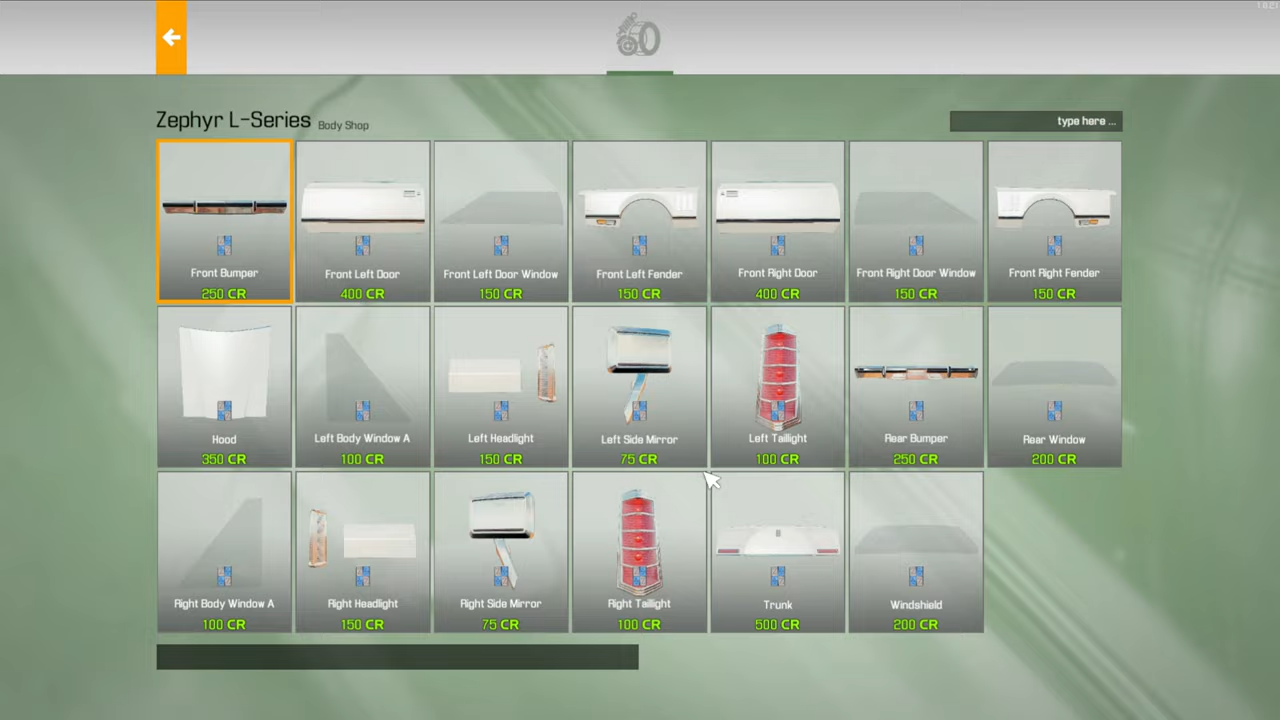 Zephyr L-Series Body Shop
type here ...
Front Bumper
250 CR
Front Left Door
400 CR
Front Left Door Window
150 CR
Front Left Fender
150 CR
Front Right Door
400 CR
Front Right Door Window
150 CR
Front Right Fender
150 CR
Hood
350 CR
Left Body Window A
100 CR
Left Headlight
150 CR
Left Side Mirror
75 CR
Left Taillight
100 CR
Rear Bumper
250 CR
Rear Window
200 CR
Right Body Window A
100 CR
Right Headlight
150 CR
Right Side Mirror
75 CR
Right Taillight
100 CR
Trunk
500 CR
Windshield
200 CR